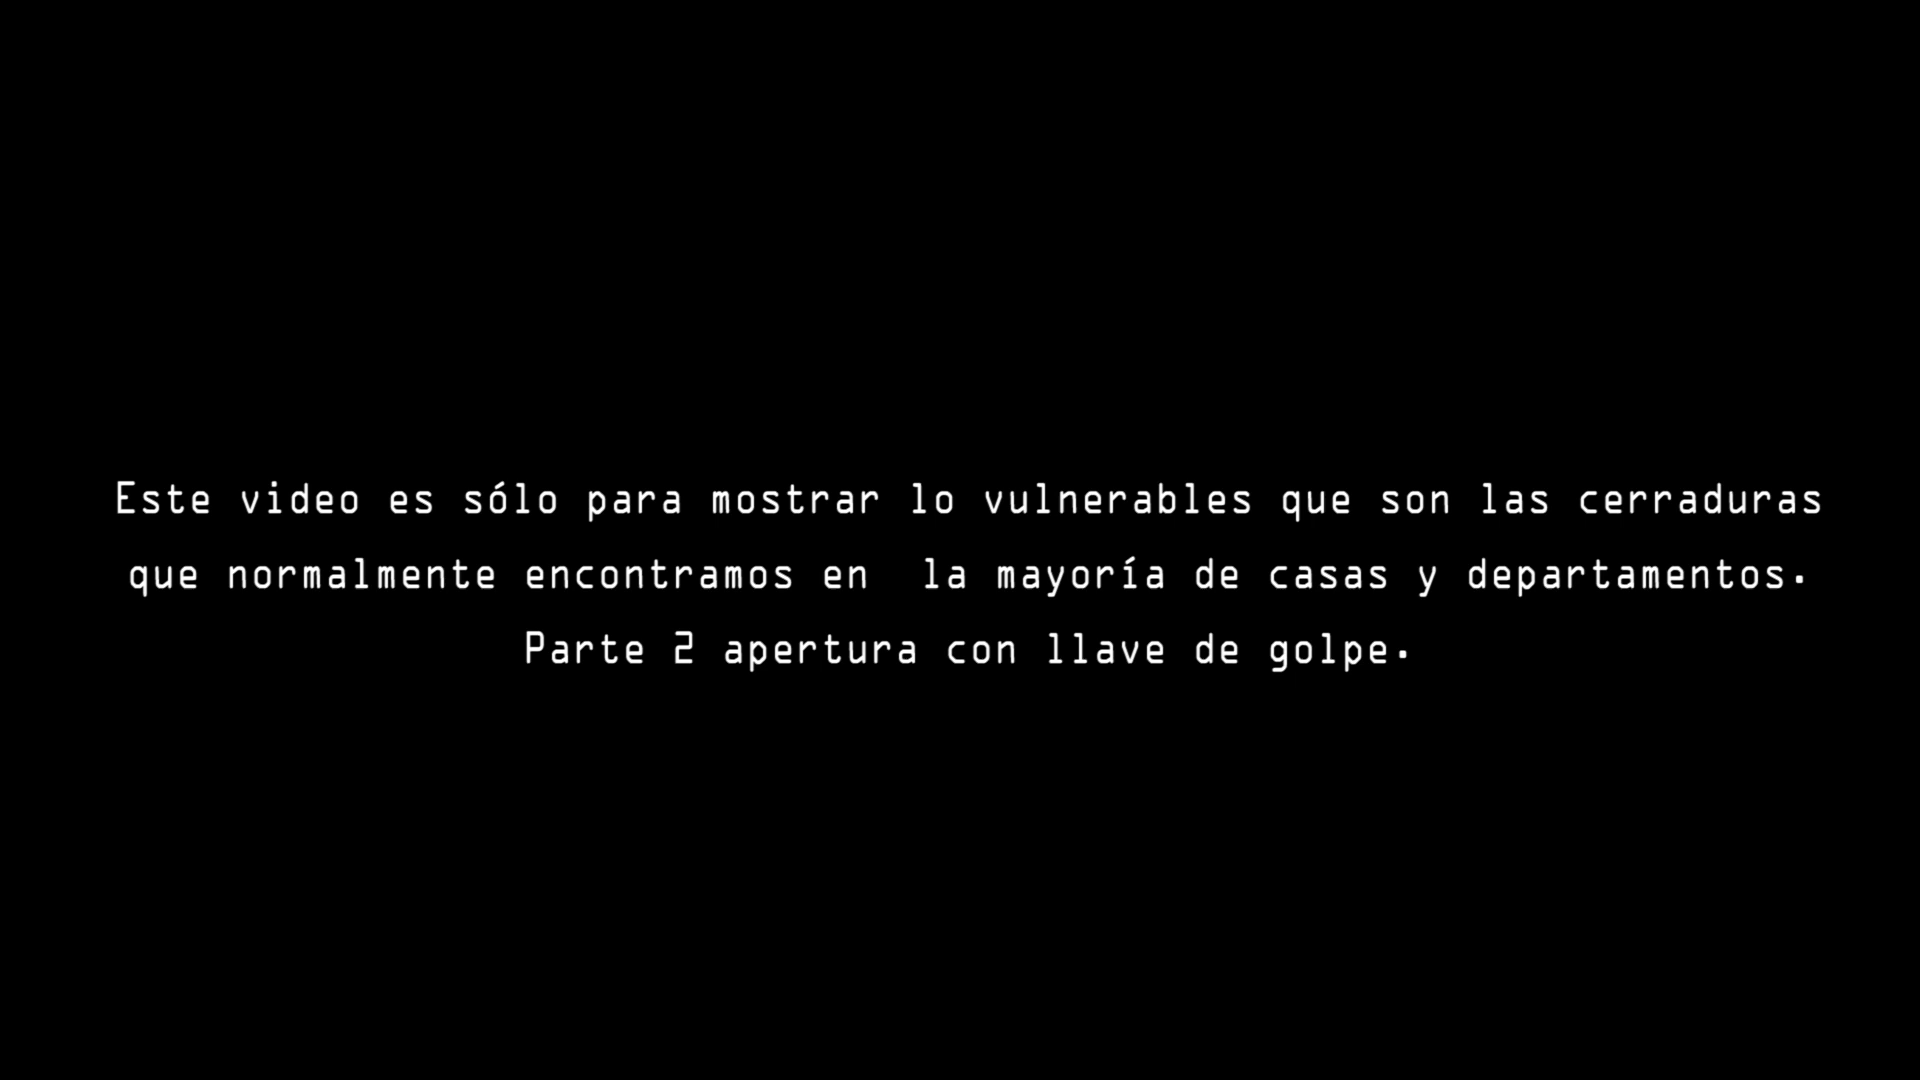 Este video es sólo para mostrar lo vulnerables que son las cerraduras
que normalmente encontramos en  la mayoría de casas y departamentos.
Parte 2 apertura con llave de golpe.